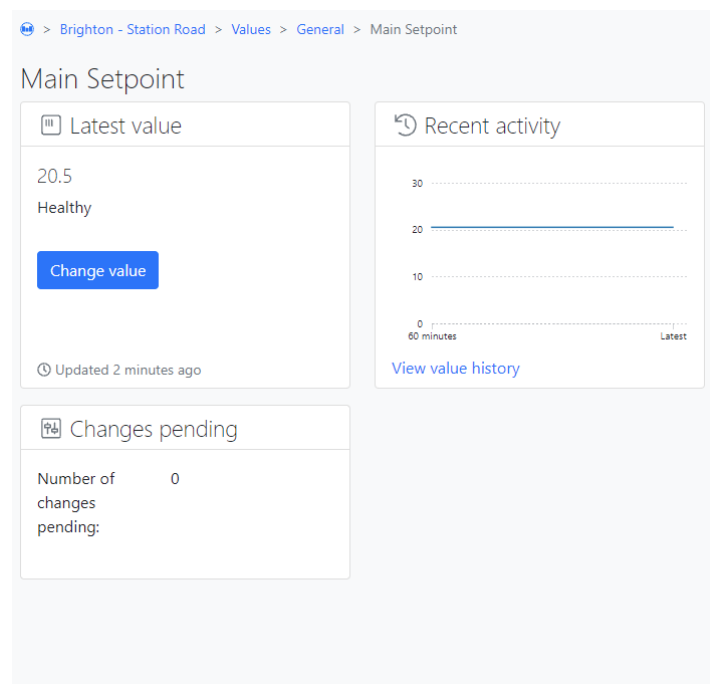 > Brighton - Station Road > Values > General > Main Setpoint
Main Setpoint
Latest value
20.5
Healthy
Change value
Updated 2 minutes ago
Recent activity
30
20
10
0
60 minutes Latest
View value history
Changes pending
Number of changes pending: 0